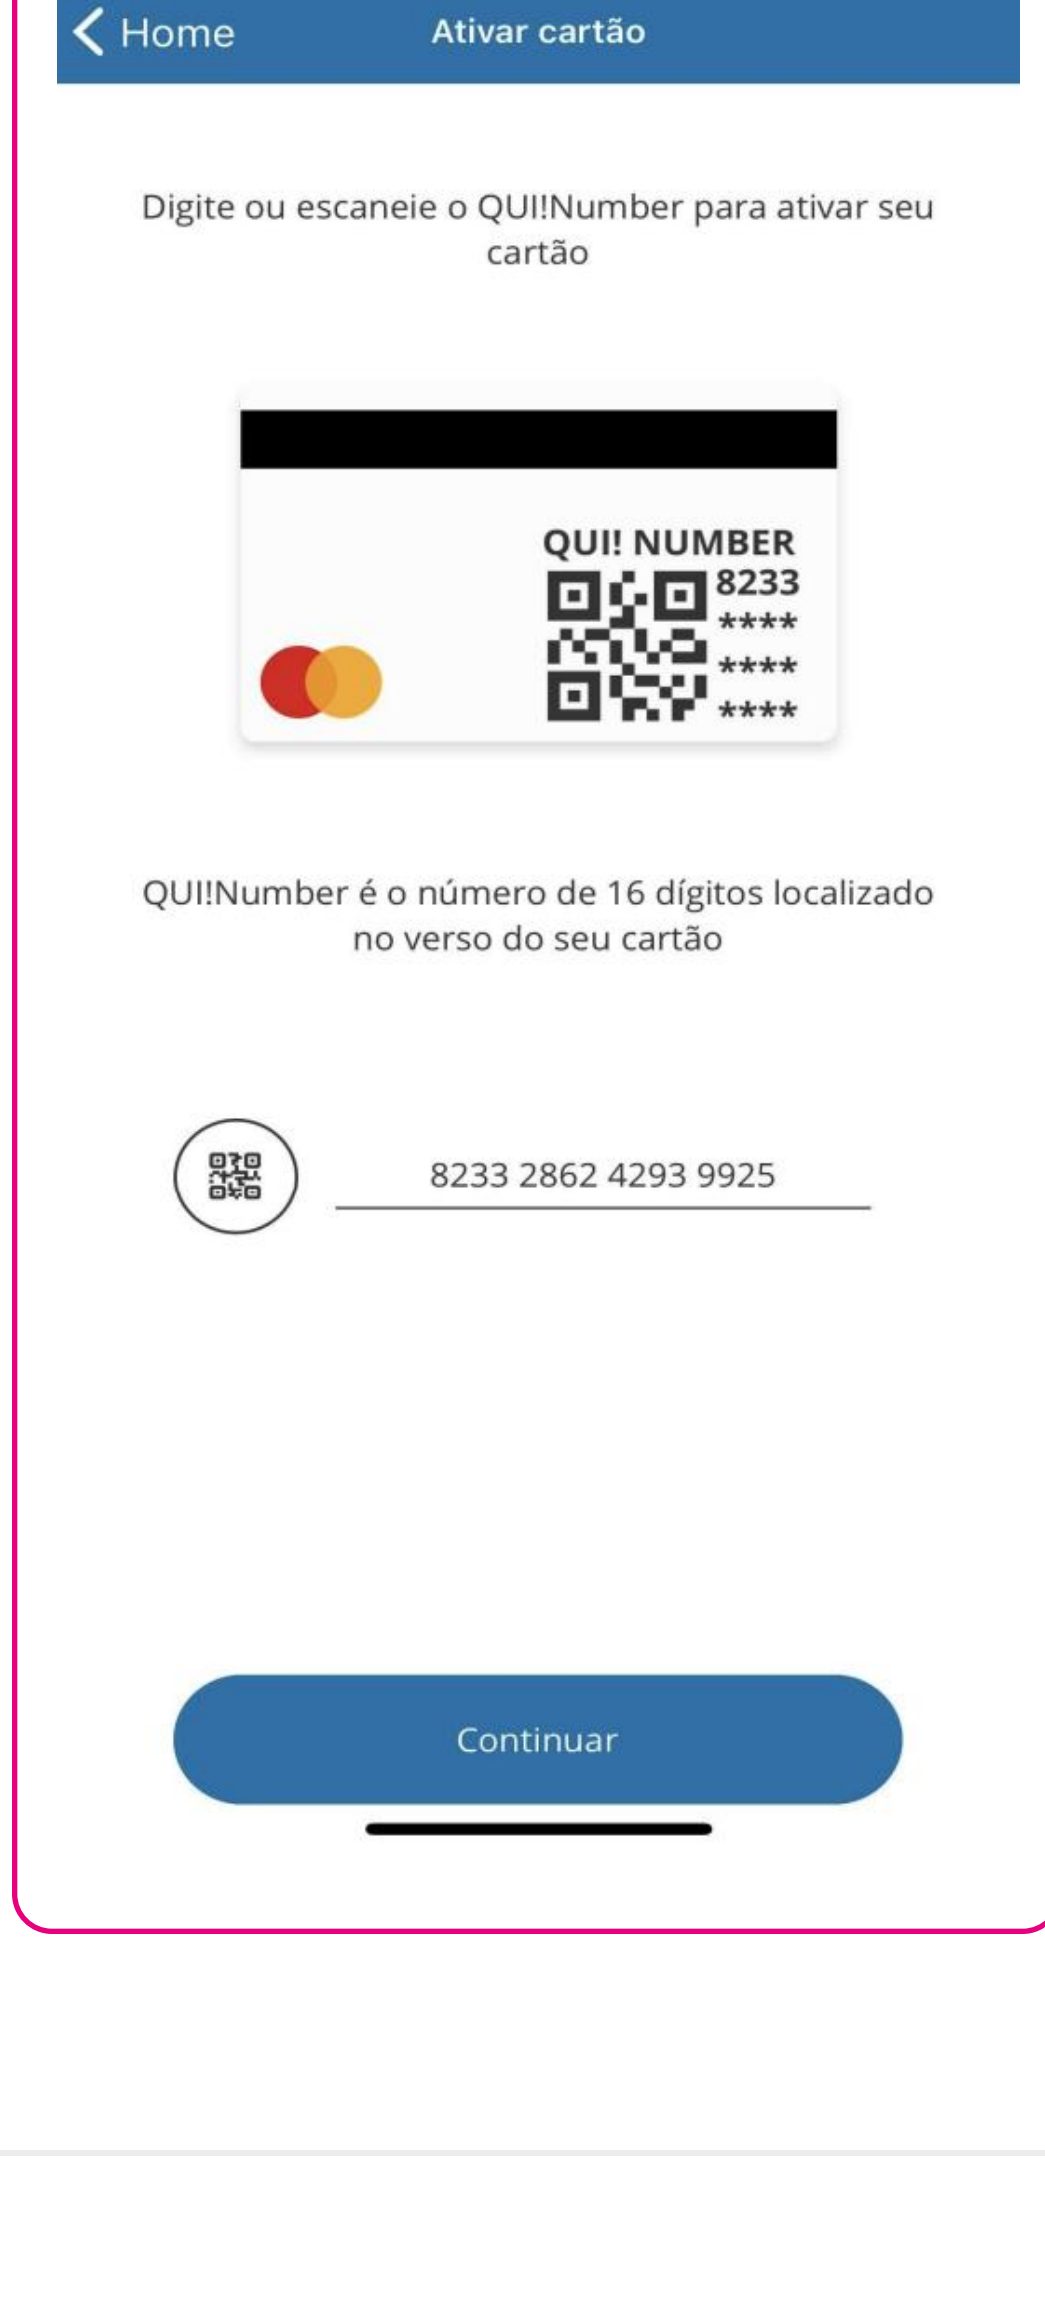 Home
Ativar cartão
Digite ou escaneie o QUI!Number para ativar seu
cartão
QUI! NUMBER
8233
****
****
****
QUI!Number é o número de 16 dígitos localizado
no verso do seu cartão
8233 2862 4293 9925
Continuar